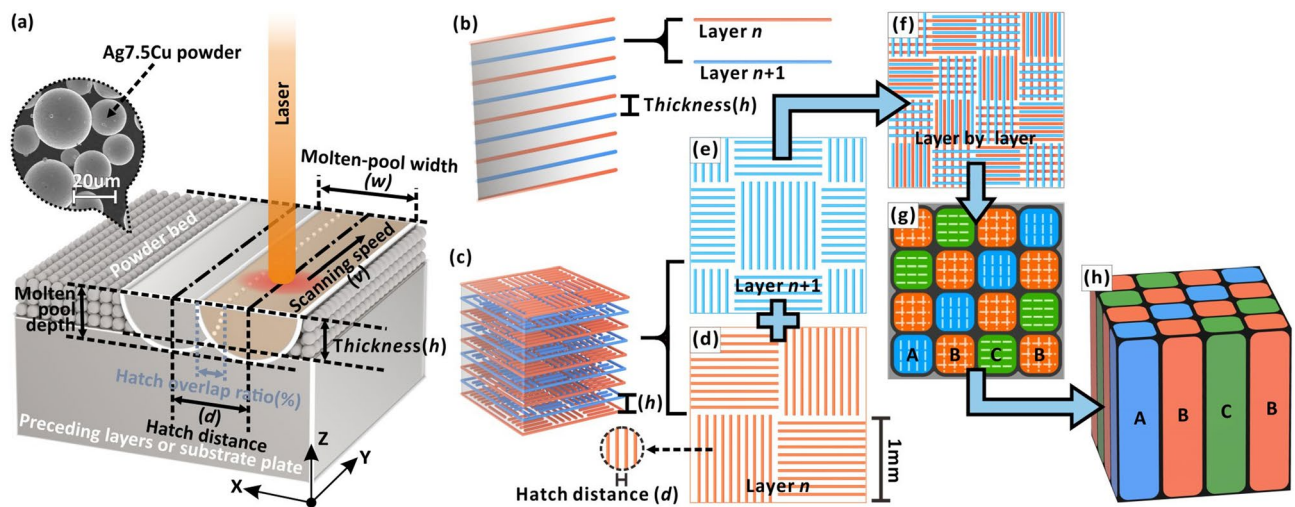 (a)
Ag7.5Cu powder
20um
Laser
Molten-pool width
(w)
Powder bed
Scanning speed
(v)
Molten
pool
depth
Thickness(h)
Hatch overlap ratio(%)
(d)
Hatch distance
Preceding layers or substrate plate
Z
Y
X
(b)
Layer n
Layer n+1
Thickness(h)
(c)
(h)
Hatch distance (d)
(e)
Layer n+1
(d)
Layer n
1mm
(f)
Layer by layer
(g)
A
B
C
B
(h)
A
B
C
B